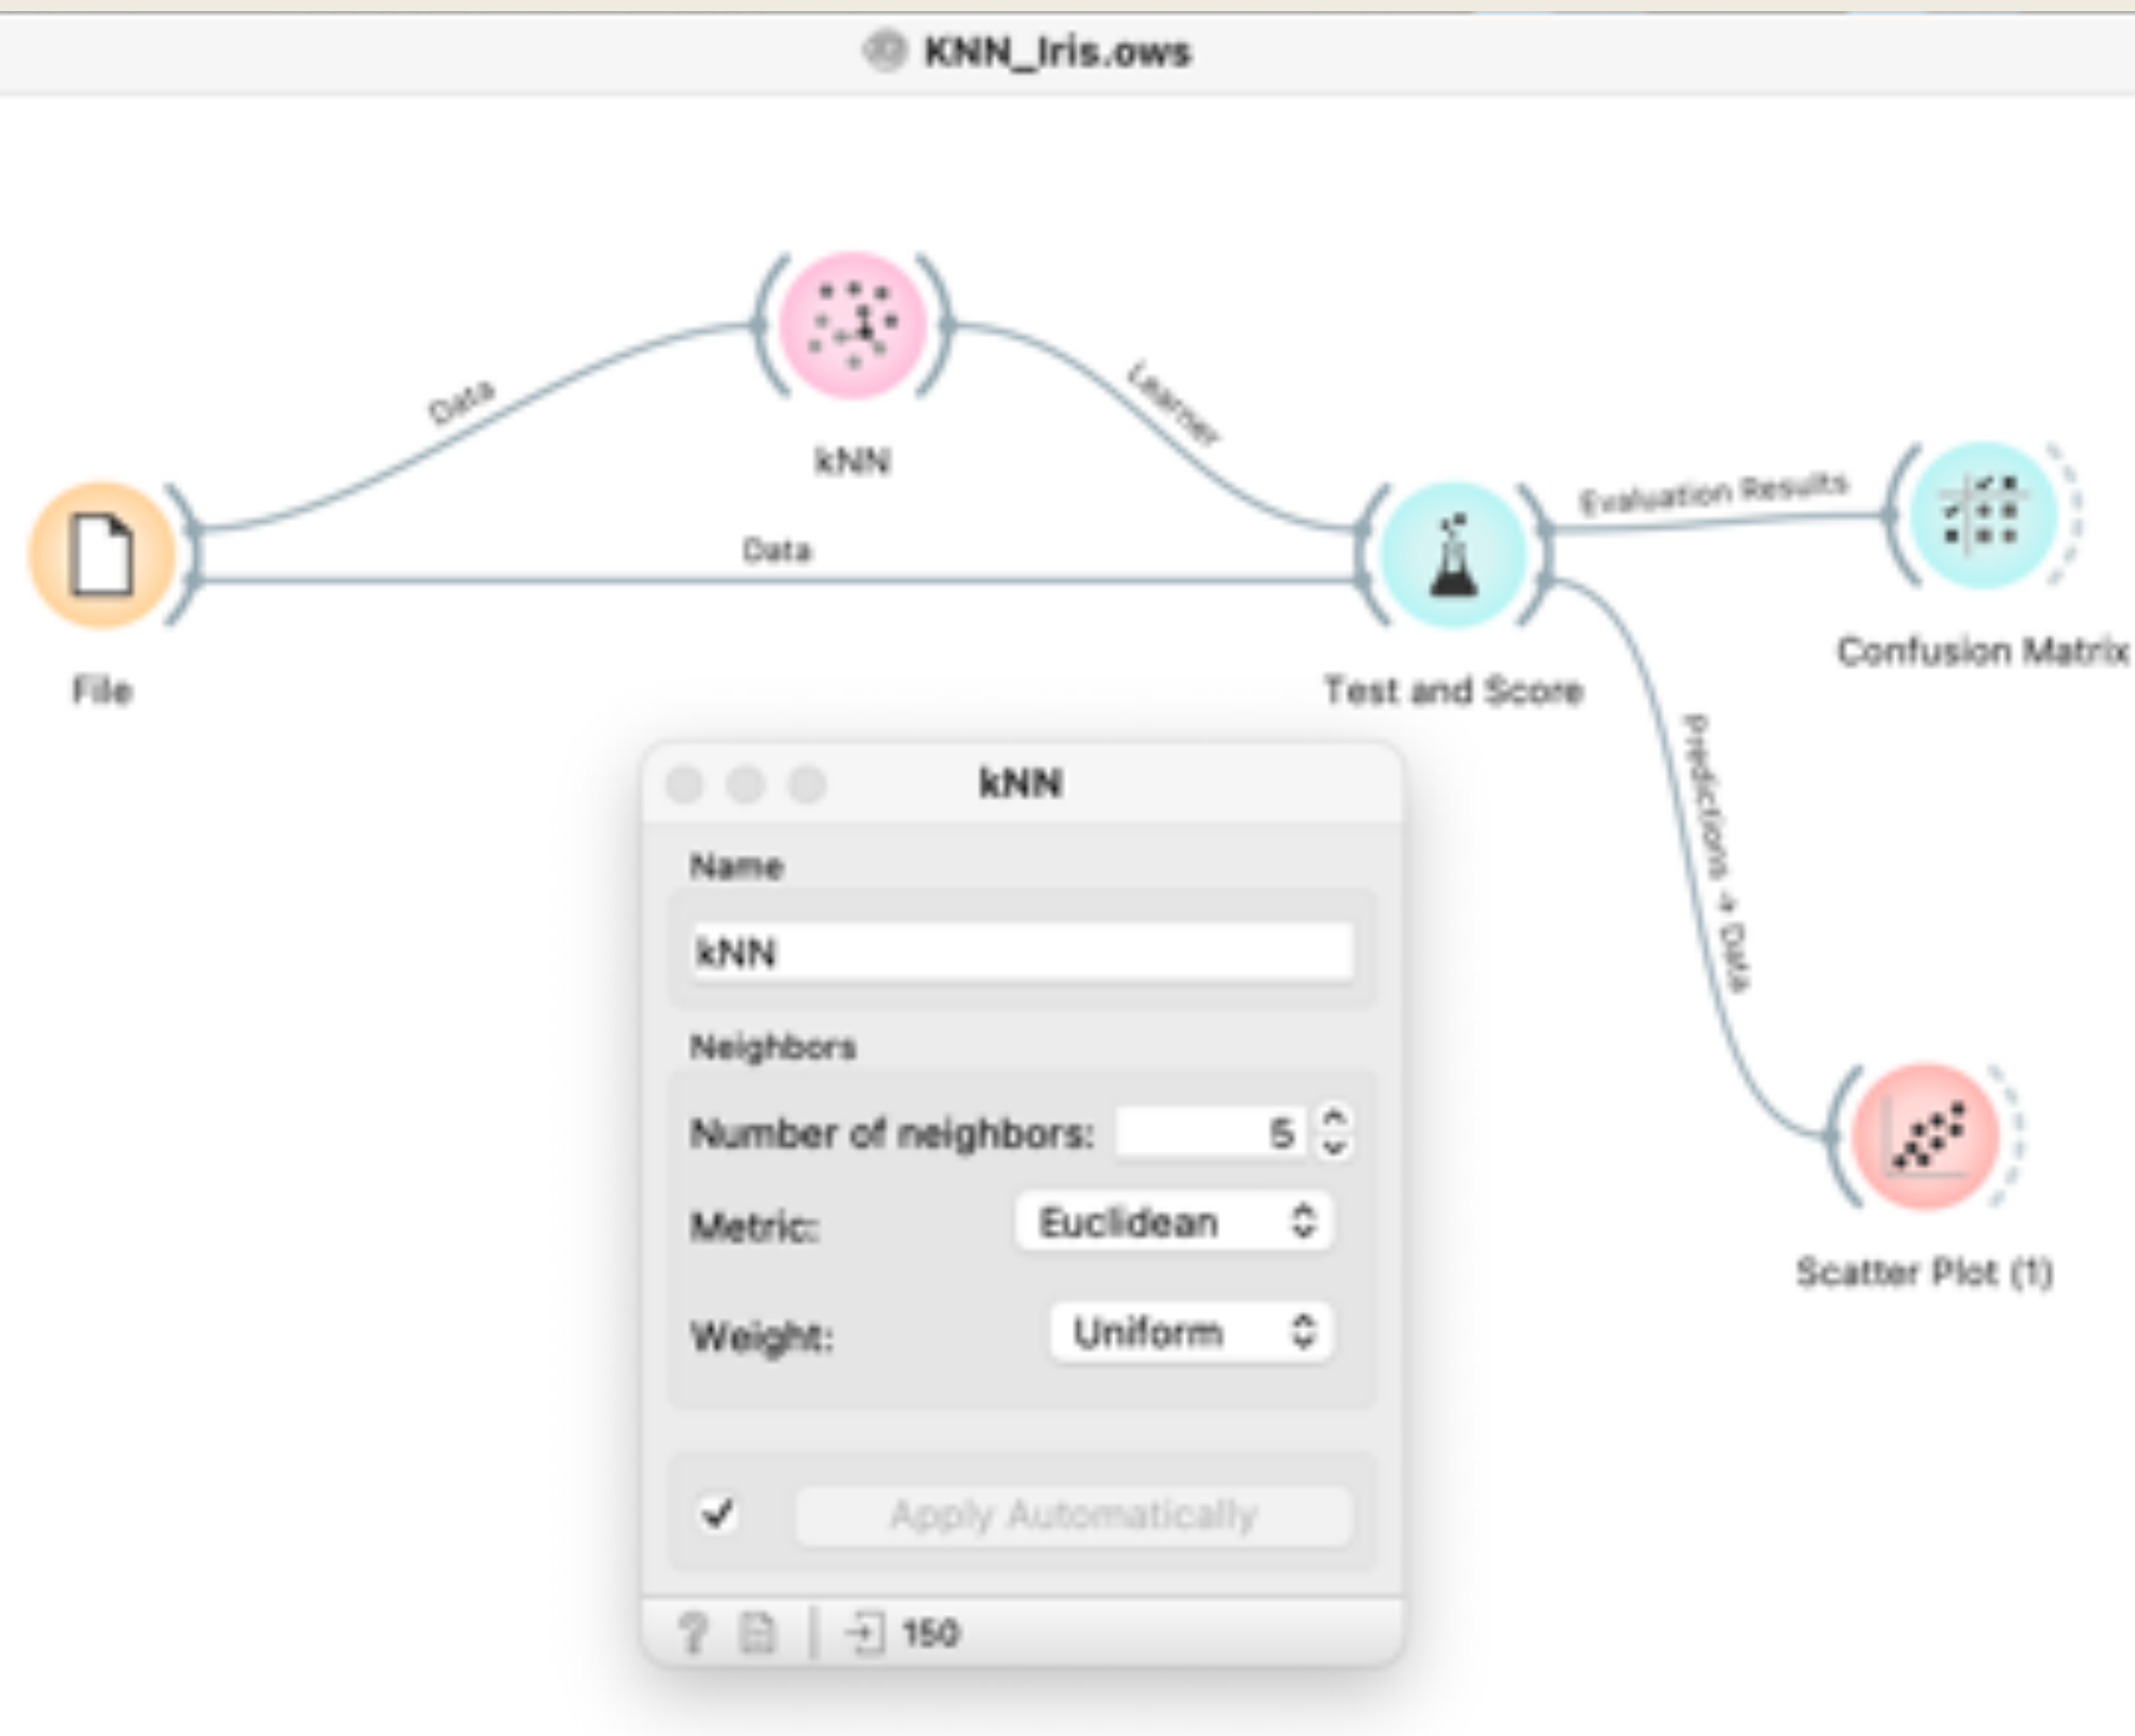 KNN_Iris.ows
Data
kNN
Learner
Data
Evaluation Results
File
Test and Score
Confusion Matrix
Predictions → Data
Scatter Plot (1)
kNN
Name
kNN
Neighbors
Number of neighbors: 5
Metric: Euclidean
Weight: Uniform
Apply Automatically
? 150